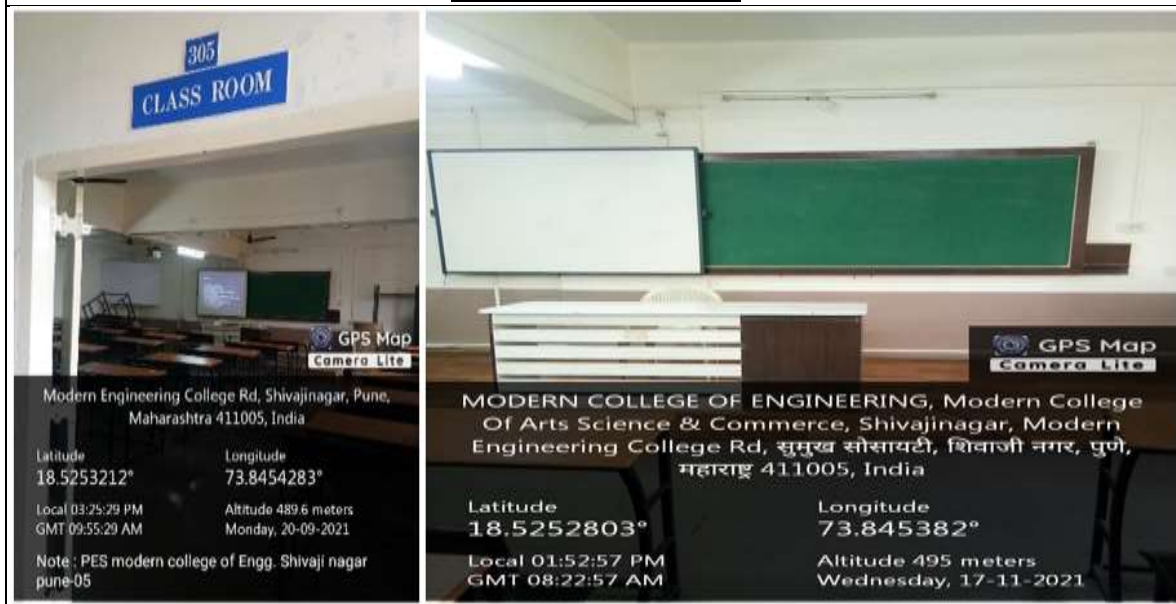 305
CLASS ROOM
GPS Map
Camera Lite
Modern Engineering College Rd, Shivajinagar, Pune,
Maharashtra 411005, India
Latitude
18.5253212°
Longitude
73.8454283°
Local 03:25:29 PM
GMT 09:55:29 AM
Altitude 489.6 meters
Monday, 20-09-2021
Note : PES modern college of Engg. Shivaji nagar
pune-05
GPS Map
Camera Lite
MODERN COLLEGE OF ENGINEERING, Modern College
Of Arts Science & Commerce, Shivajinagar, Modern
Engineering College Rd, सुमुख सोसायटी, शिवाजी नगर, पुणे,
महाराष्ट्र 411005, India
Latitude
18.5252803°
Longitude
73.845382°
Local 01:52:57 PM
GMT 08:22:57 AM
Altitude 495 meters
Wednesday, 17-11-2021